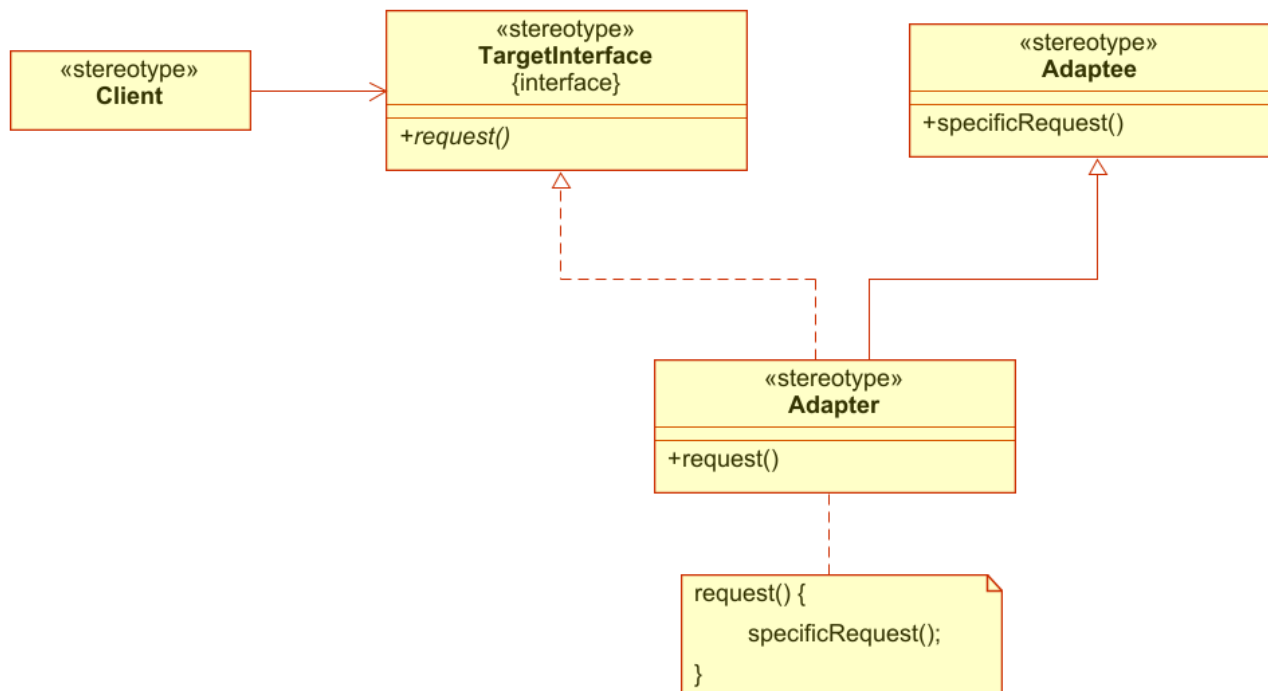 «stereotype»
Client
«stereotype»
TargetInterface
{interface}
+request()
«stereotype»
Adaptee
+specificRequest()
«stereotype»
Adapter
+request()
request() {
specificRequest();
}